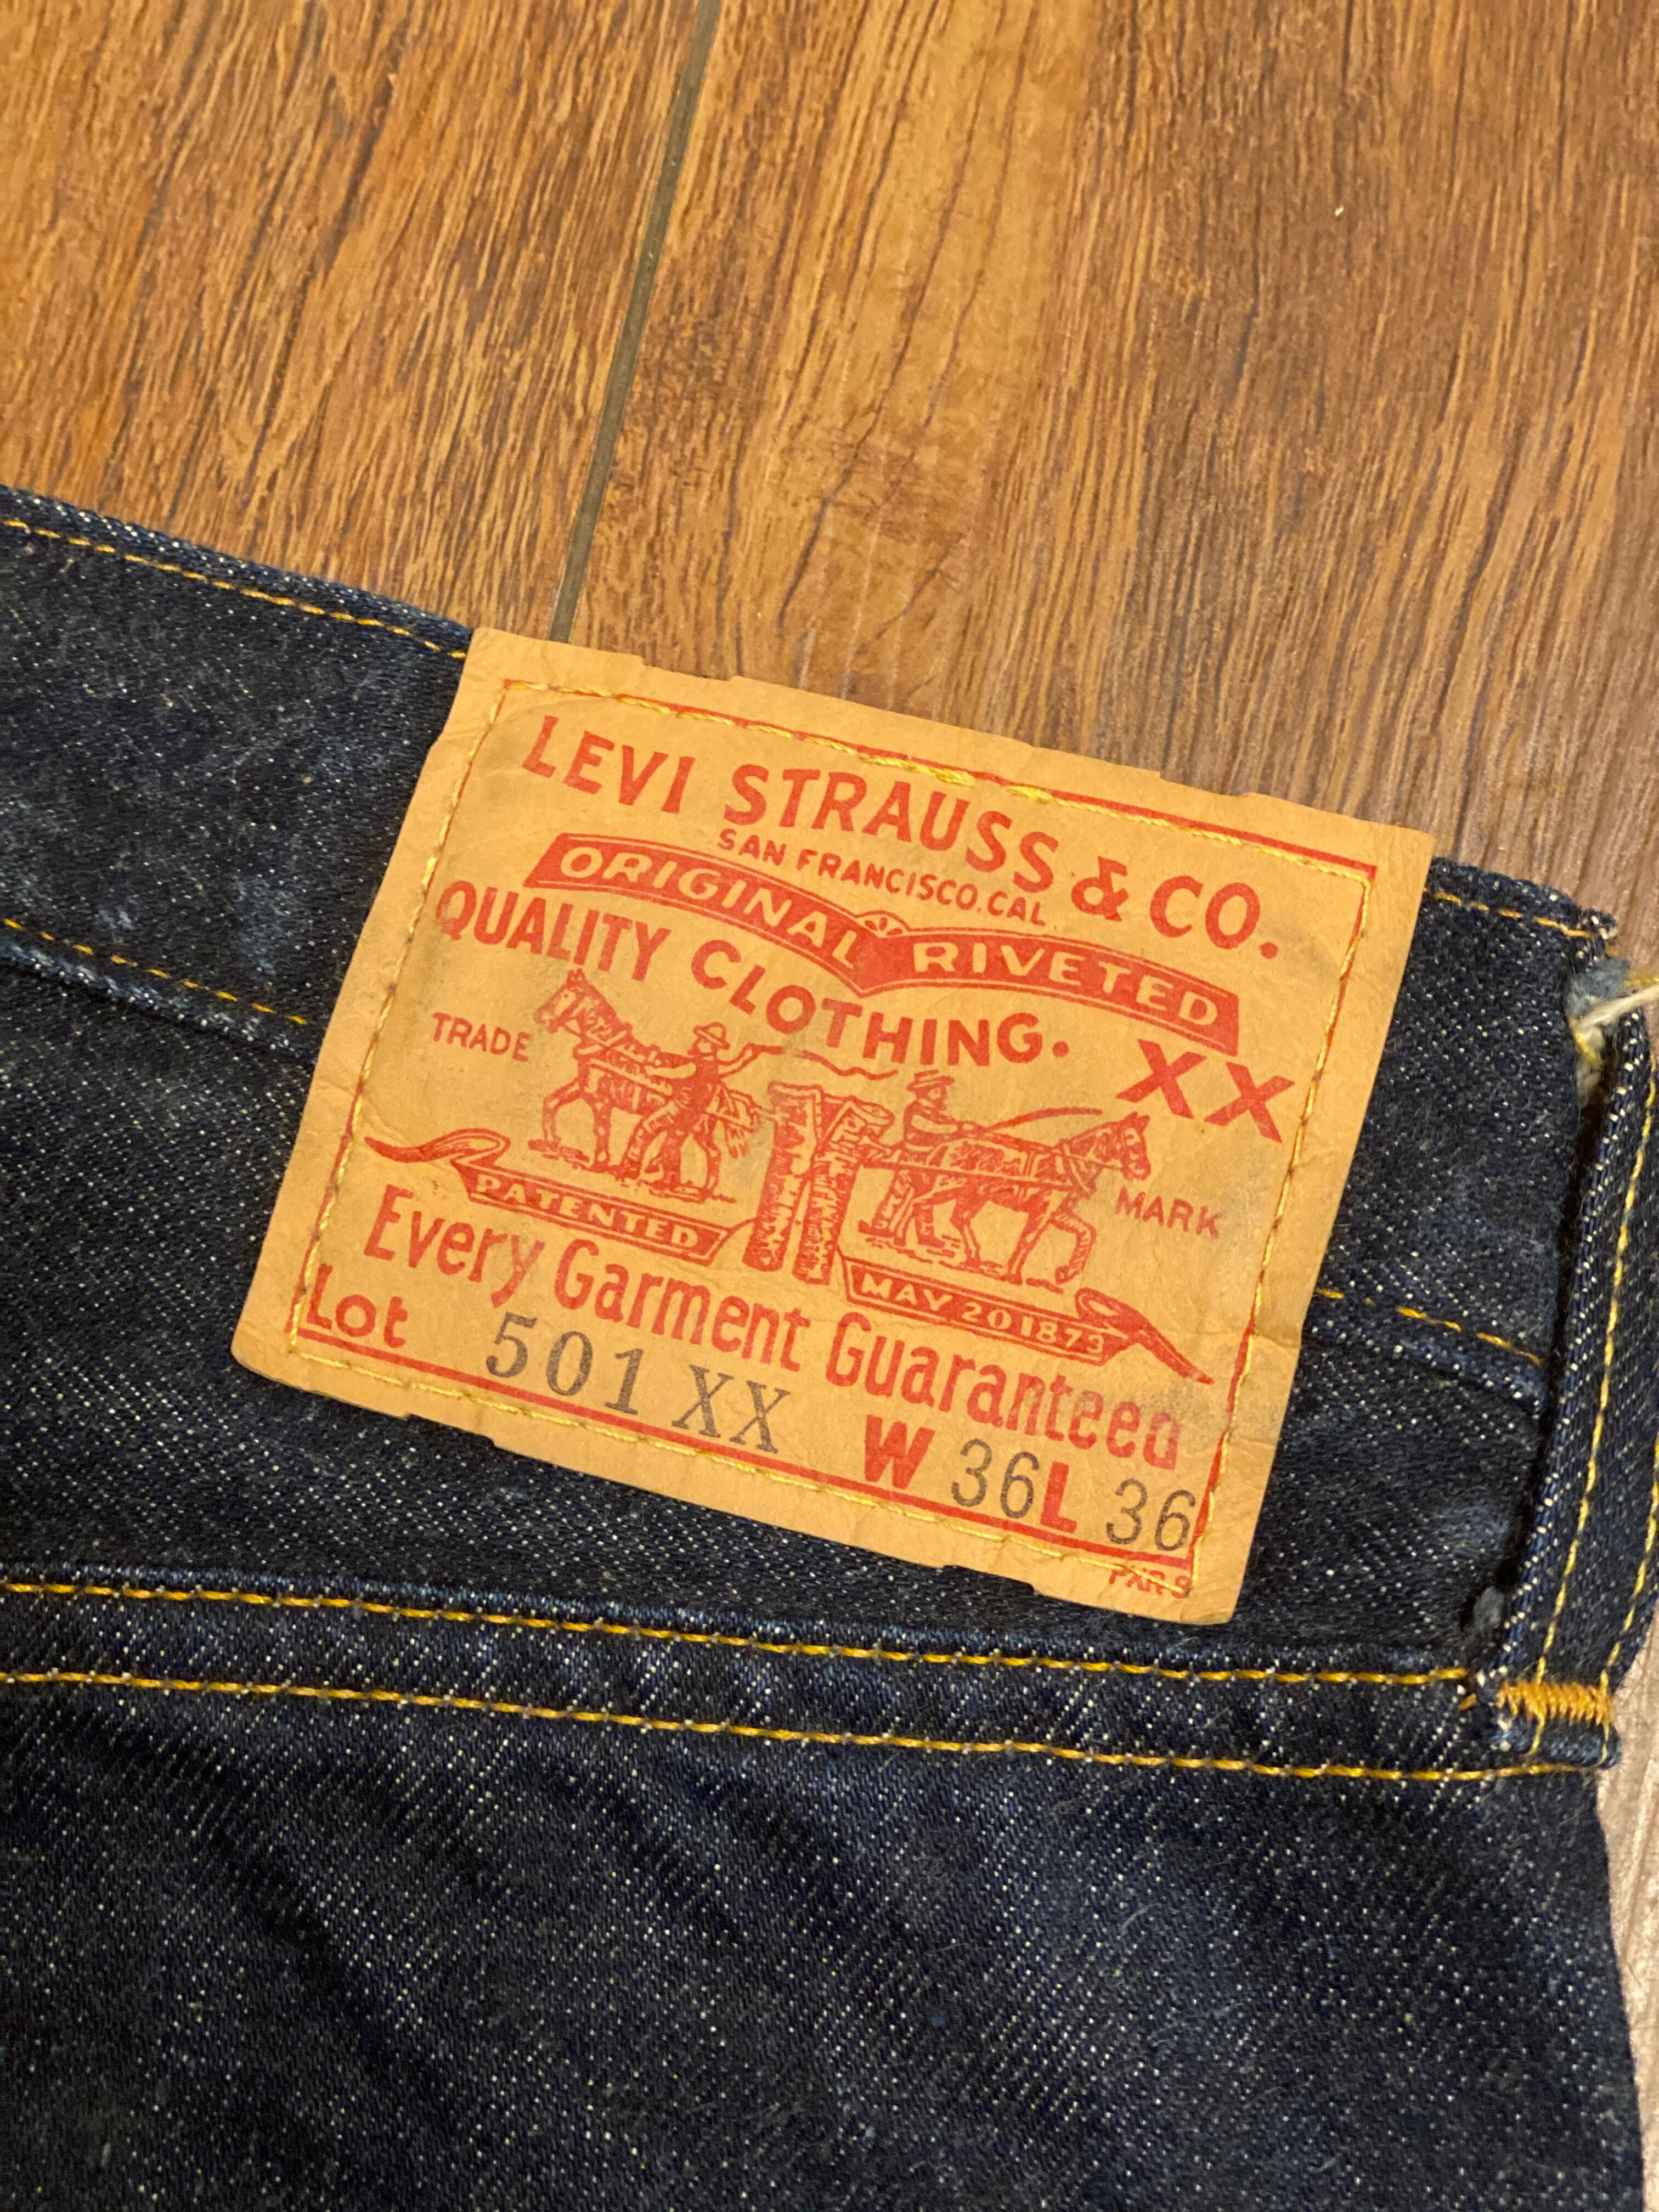 LEVI STRAUSS & CO.
SAN FRANCISCO.CAL
ORIGINAL RIVETED
QUALITY CLOTHING.
XX
TRADE MARK
PATENTED
MAY 20 1873
Every Garment Guaranteed
Lot 501 XX W 36 L 36